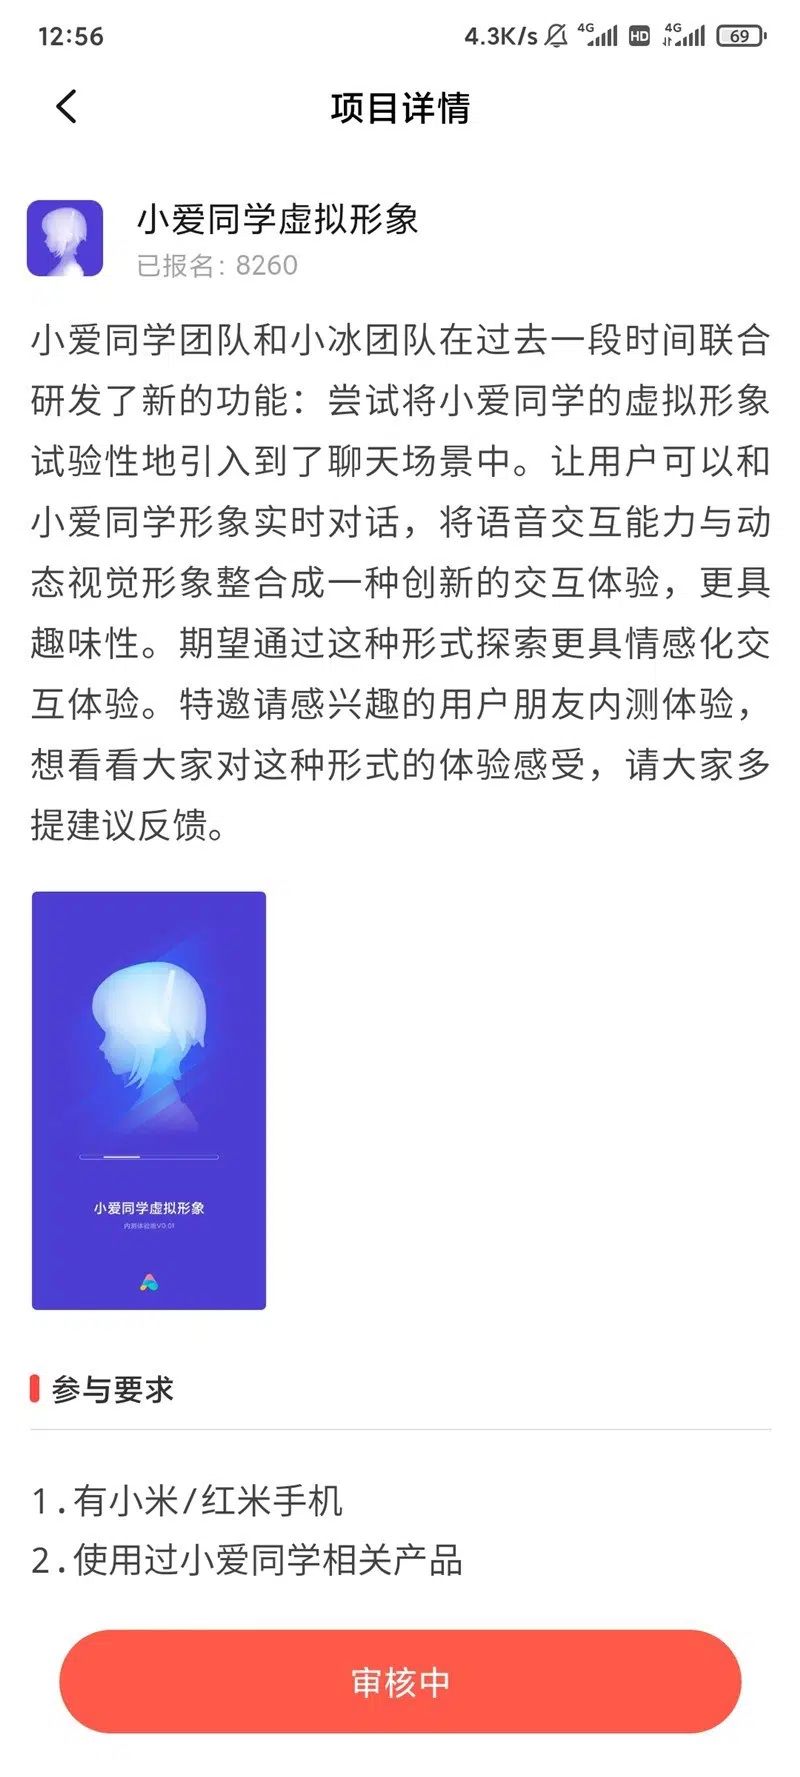 12:56
4.3K/s 4G HD 4G 69
项目详情
小爱同学虚拟形象
已报名: 8260
小爱同学团队和小冰团队在过去一段时间联合
研发了新的功能：尝试将小爱同学的虚拟形象
试验性地引入到了聊天场景中。让用户可以和
小爱同学形象实时对话，将语音交互能力与动
态视觉形象整合成一种创新的交互体验，更具
趣味性。期望通过这种形式探索更具情感化交
互体验。特邀请感兴趣的用户朋友内测体验，
想看看大家对这种形式的体验感受，请大家多
提建议反馈。
小爱同学虚拟形象
内测体验版V0.01
参与要求
1.有小米/红米手机
2.使用过小爱同学相关产品
审核中